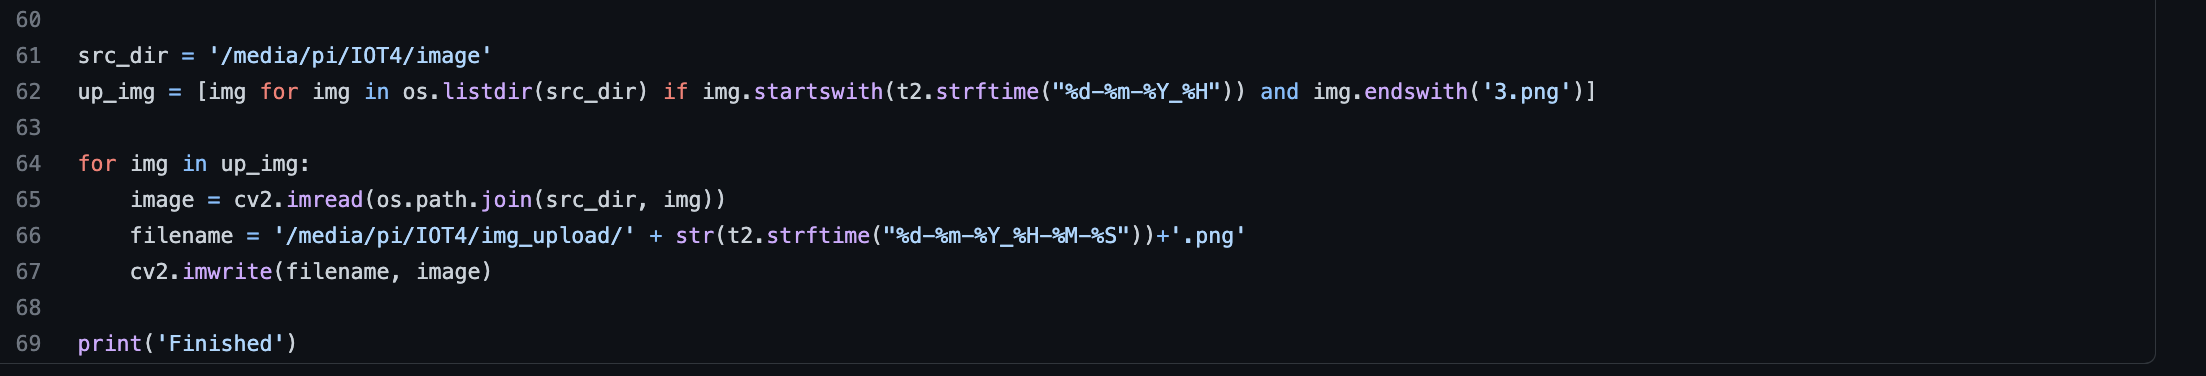 60
61 src_dir = '/media/pi/IOT4/image'
62 up_img = [img for img in os.listdir(src_dir) if img.startswith(t2.strftime("%d-%m-%Y_%H")) and img.endswith('3.png')]
63
64 for img in up_img:
65     image = cv2.imread(os.path.join(src_dir, img))
66     filename = '/media/pi/IOT4/img_upload/' + str(t2.strftime("%d-%m-%Y_%H-%M-%S"))+'.png'
67     cv2.imwrite(filename, image)
68
69 print('Finished')